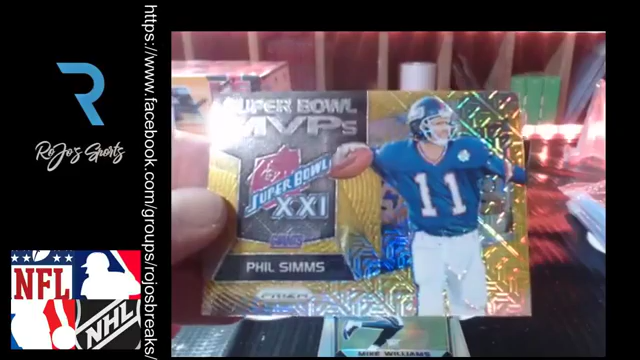 RoJo's Sports
NFL
NHL
https://www.facebook.com/groups/rojosbreaks/
SUPER BOWL
MVPs
SUPER BOWL
XXI
PHIL SIMMS
PRIZM
11
MIKE WILLIAMS